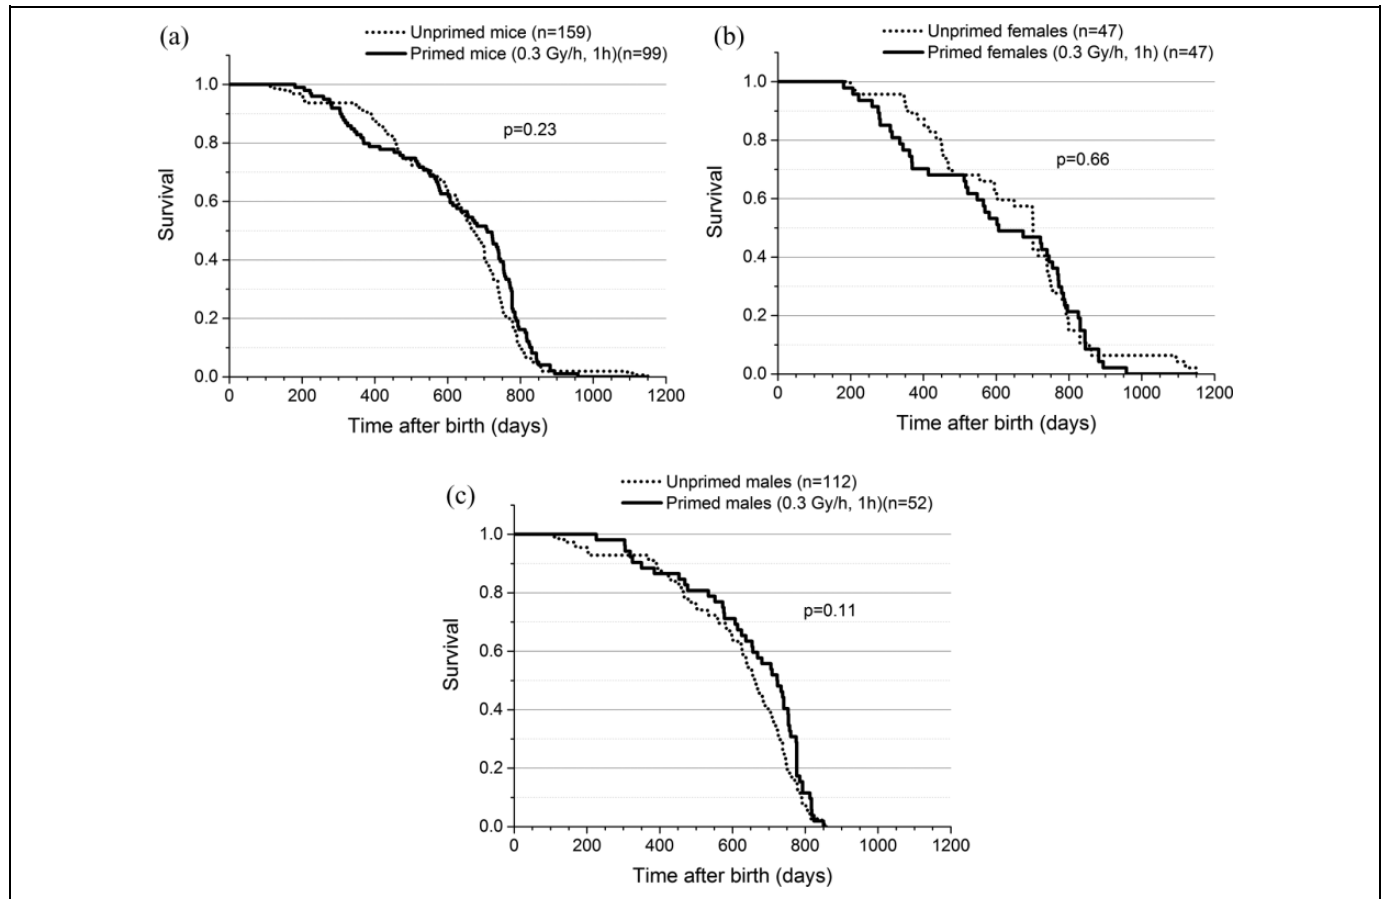 (a)
Unprimed mice (n=159)
Primed mice (0.3 Gy/h, 1h)(n=99)
1.0
0.8
0.6
0.4
0.2
0.0
Survival
p=0.23
0 200 400 600 800 1000 1200
Time after birth (days)
(b)
Unprimed females (n=47)
Primed females (0.3 Gy/h, 1h) (n=47)
1.0
0.8
0.6
0.4
0.2
0.0
Survival
p=0.66
0 200 400 600 800 1000 1200
Time after birth (days)
(c)
Unprimed males (n=112)
Primed males (0.3 Gy/h, 1h)(n=52)
1.0
0.8
0.6
0.4
0.2
0.0
Survival
p=0.11
0 200 400 600 800 1000 1200
Time after birth (days)